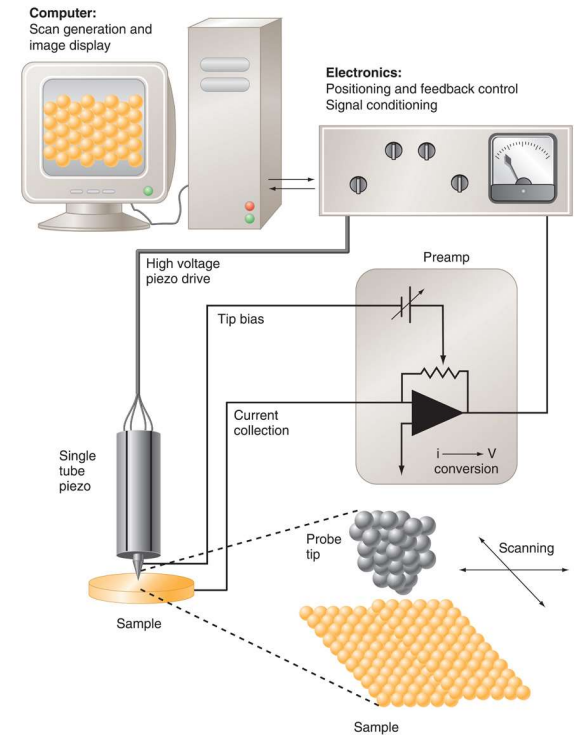 Computer:
Scan generation and
image display
Electronics:
Positioning and feedback control
Signal conditioning
High voltage
piezo drive
Preamp
Tip bias
Current
collection
i → V
conversion
Single
tube
piezo
Probe
tip
Scanning
Sample
Sample